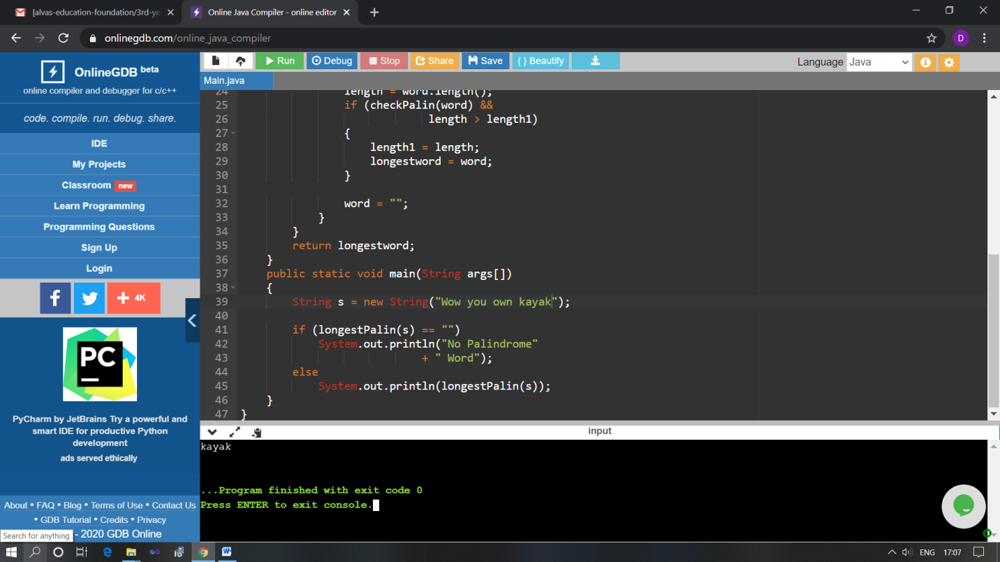 [alvas-education-foundation/3rd-ye
Online Java Compiler - online editor
onlinegdb.com/online_java_compiler
D
OnlineGDB beta
online compiler and debugger for c/c++
code. compile. run. debug. share.
IDE
My Projects
Classroom new
Learn Programming
Programming Questions
Sign Up
Login
4K
PC
PyCharm by JetBrains Try a powerful and
smart IDE for productive Python
development
ads served ethically
About • FAQ • Blog • Terms of Use • Contact Us
• GDB Tutorial • Credits • Privacy
- 2020 GDB Online
Search for anything
Run Debug Stop Share Save { } Beautify
Language Java
Main.java
24 length = word.length();
25 if (checkPalin(word) &&
26 length > length1)
27 {
28 length1 = length;
29 longestword = word;
30 }
31
32 word = "";
33 }
34 }
35 return longestword;
36 }
37 public static void main(String args[])
38 {
39 String s = new String("Wow you own kayak");
40
41 if (longestPalin(s) == "")
42 System.out.println("No Palindrome"
43 + " Word");
44 else
45 System.out.println(longestPalin(s));
46 }
47 }
input
kayak
...Program finished with exit code 0
Press ENTER to exit console.
ENG 17:07